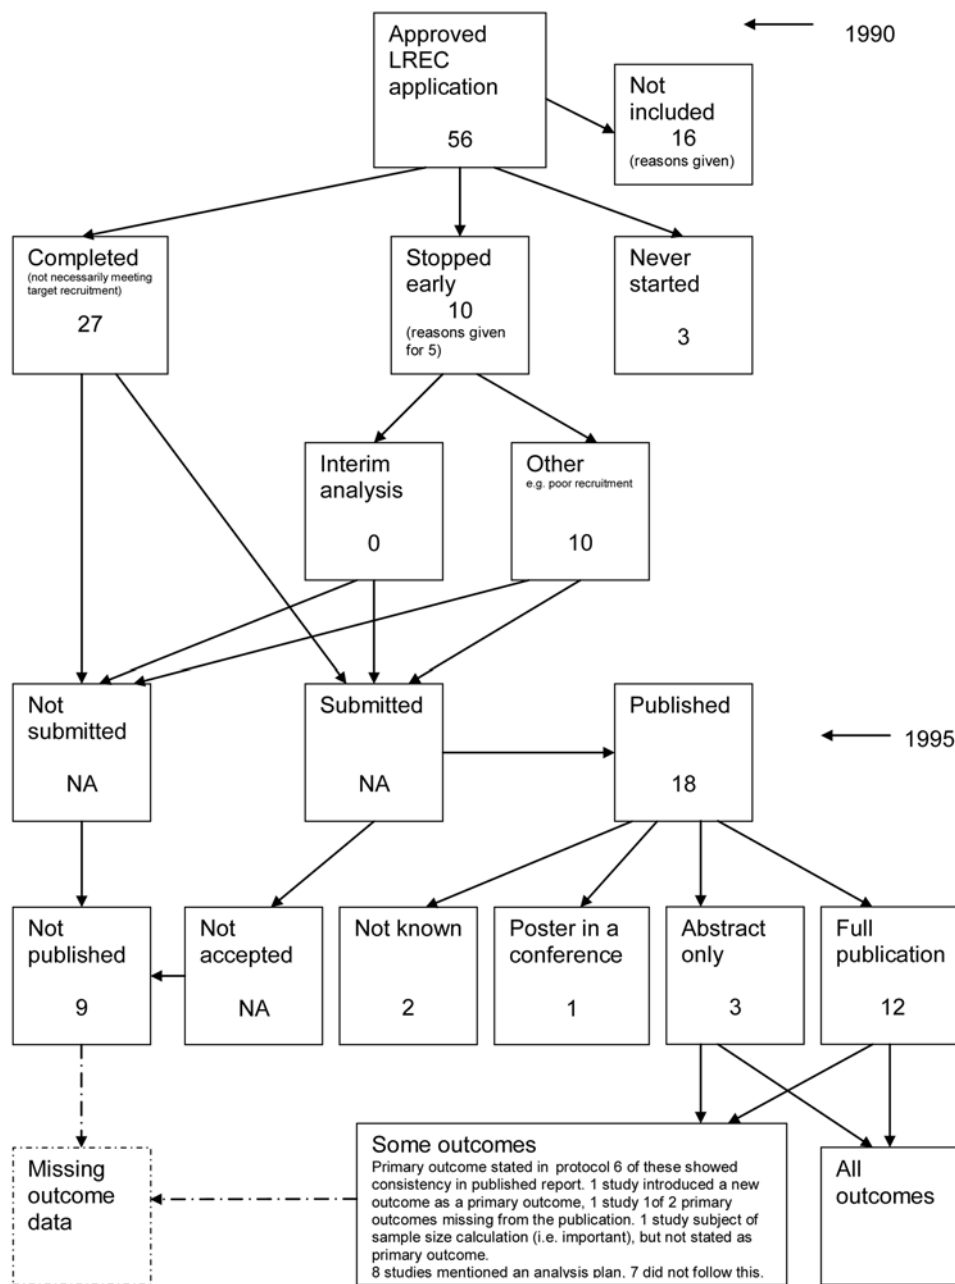 1990
Approved
LREC
application
56
Not
included
16
(reasons given)
Completed
(not necessarily meeting
target recruitment)
27
Stopped
early
10
(reasons given
for 5)
Never
started
3
Interim
analysis
0
Other
e.g. poor recruitment
10
Not
submitted
NA
Submitted
NA
Published
18
1995
Not
published
9
Not
accepted
NA
Not known
2
Poster in a
conference
1
Abstract
only
3
Full
publication
12
Missing
outcome
data
Some outcomes
Primary outcome stated in protocol 6 of these showed
consistency in published report. 1 study introduced a new
outcome as a primary outcome, 1 study 1of 2 primary
outcomes missing from the publication. 1 study subject of
sample size calculation (i.e. important), but not stated as
primary outcome.
8 studies mentioned an analysis plan. 7 did not follow this.
All
outcomes